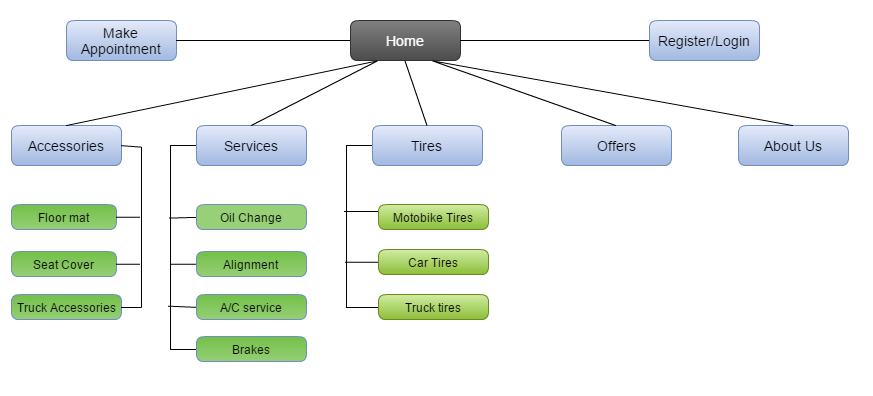 Make
Appointment
Home
Register/Login
Accessories
Services
Tires
Offers
About Us
Floor mat
Oil Change
Motobike Tires
Seat Cover
Alignment
Car Tires
Truck Accessories
A/C service
Truck tires
Brakes